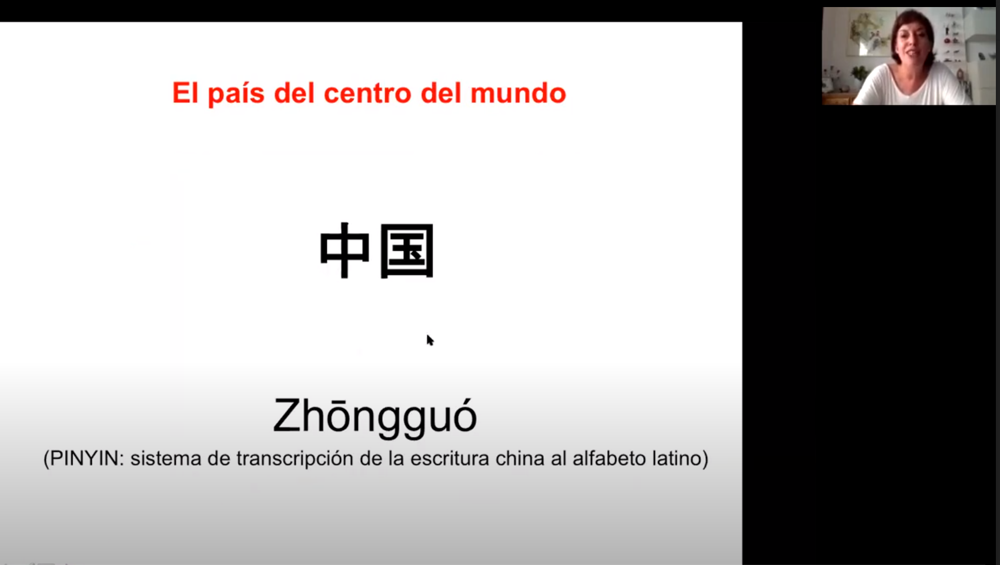 El país del centro del mundo
中国
Zhōngguó
(PINYIN: sistema de transcripción de la escritura china al alfabeto latino)